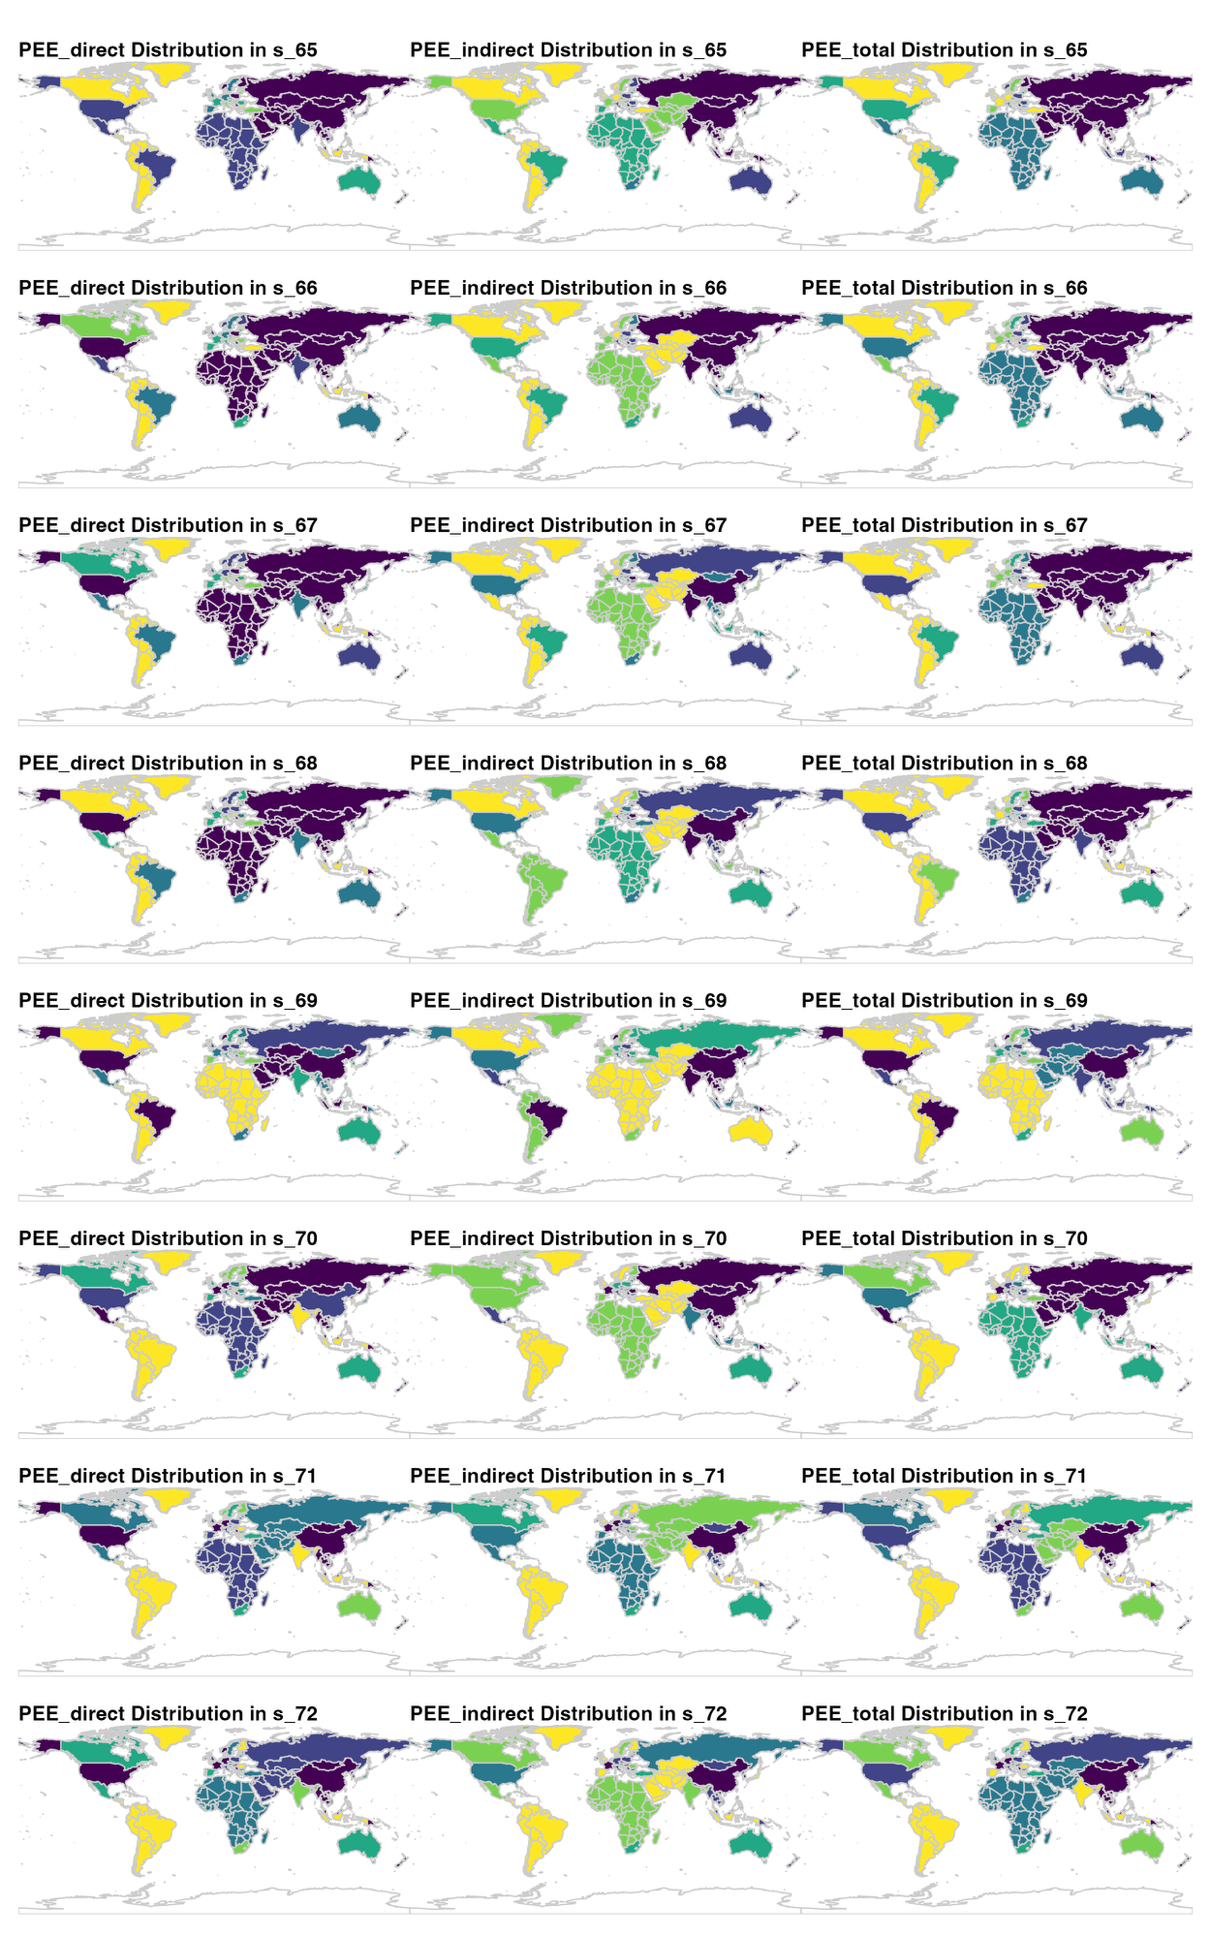 PEE_direct Distribution in s_65 PEE_indirect Distribution in s_65 PEE_total Distribution in s_65
PEE_direct Distribution in s_66 PEE_indirect Distribution in s_66 PEE_total Distribution in s_66
PEE_direct Distribution in s_67 PEE_indirect Distribution in s_67 PEE_total Distribution in s_67
PEE_direct Distribution in s_68 PEE_indirect Distribution in s_68 PEE_total Distribution in s_68
PEE_direct Distribution in s_69 PEE_indirect Distribution in s_69 PEE_total Distribution in s_69
PEE_direct Distribution in s_70 PEE_indirect Distribution in s_70 PEE_total Distribution in s_70
PEE_direct Distribution in s_71 PEE_indirect Distribution in s_71 PEE_total Distribution in s_71
PEE_direct Distribution in s_72 PEE_indirect Distribution in s_72 PEE_total Distribution in s_72